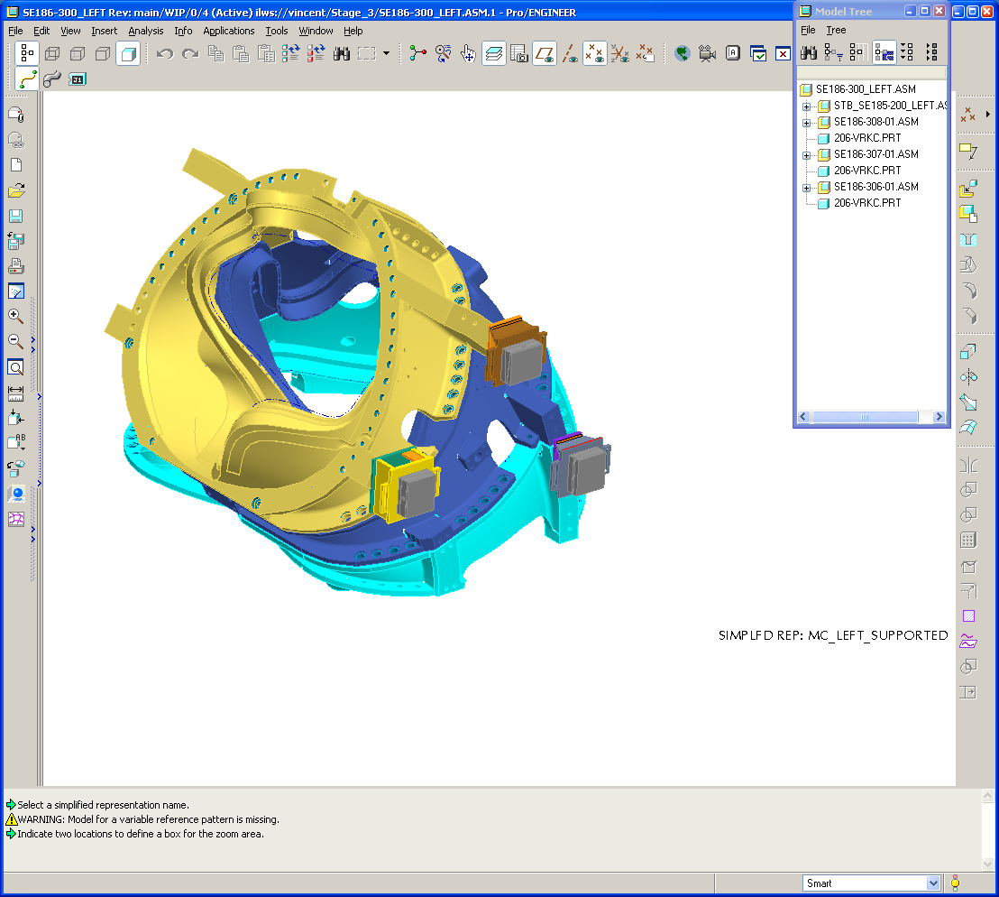 SE186-300_LEFT Rev: main/WIP/0/4 (Active) ilws://vincent/Stage_3/SE186-300_LEFT.ASM.1 - Pro/ENGINEER
File Edit View Insert Analysis Info Applications Tools Window Help
Model Tree
File Tree
SE186-300_LEFT.ASM
STB_SE185-200_LEFT.AS
SE186-308-01.ASM
206-VRKC.PRT
SE186-307-01.ASM
206-VRKC.PRT
SE186-306-01.ASM
206-VRKC.PRT
SIMPLFD REP: MC_LEFT_SUPPORTED
Select a simplified representation name.
WARNING: Model for a variable reference pattern is missing.
Indicate two locations to define a box for the zoom area.
Smart